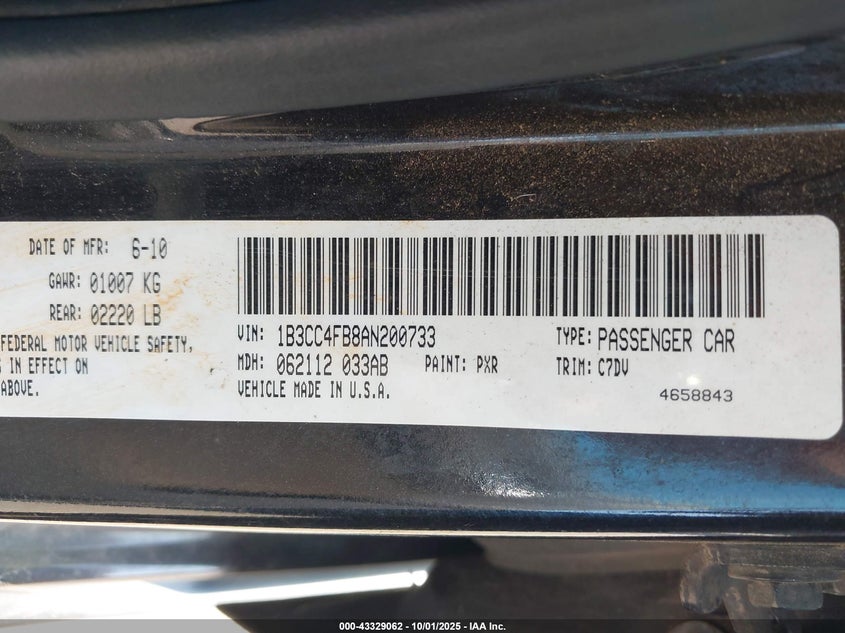 DATE OF MFR: 6-10
GAWR: 01007 KG
REAR: 02220 LB
FEDERAL MOTOR VEHICLE SAFETY,
IN EFFECT ON
ABOVE.
VIN: 1B3CC4FB8AN200733
TYPE: PASSENGER CAR
MDH: 062112 033AB
PAINT: PXR
TRIM: C7DV
VEHICLE MADE IN U.S.A.
4658843
000-43329062 - 10/01/2025 - IAA Inc.